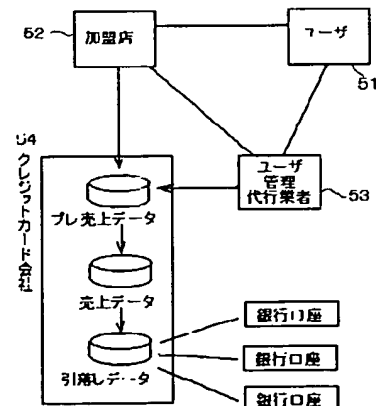 52
加盟店
ユーザ
51
54
クレジットカード会社
ユーザ
管理
代行業者
53
プレ売上データ
売上データ
引落しデータ
銀行口座
銀行口座
銀行口座